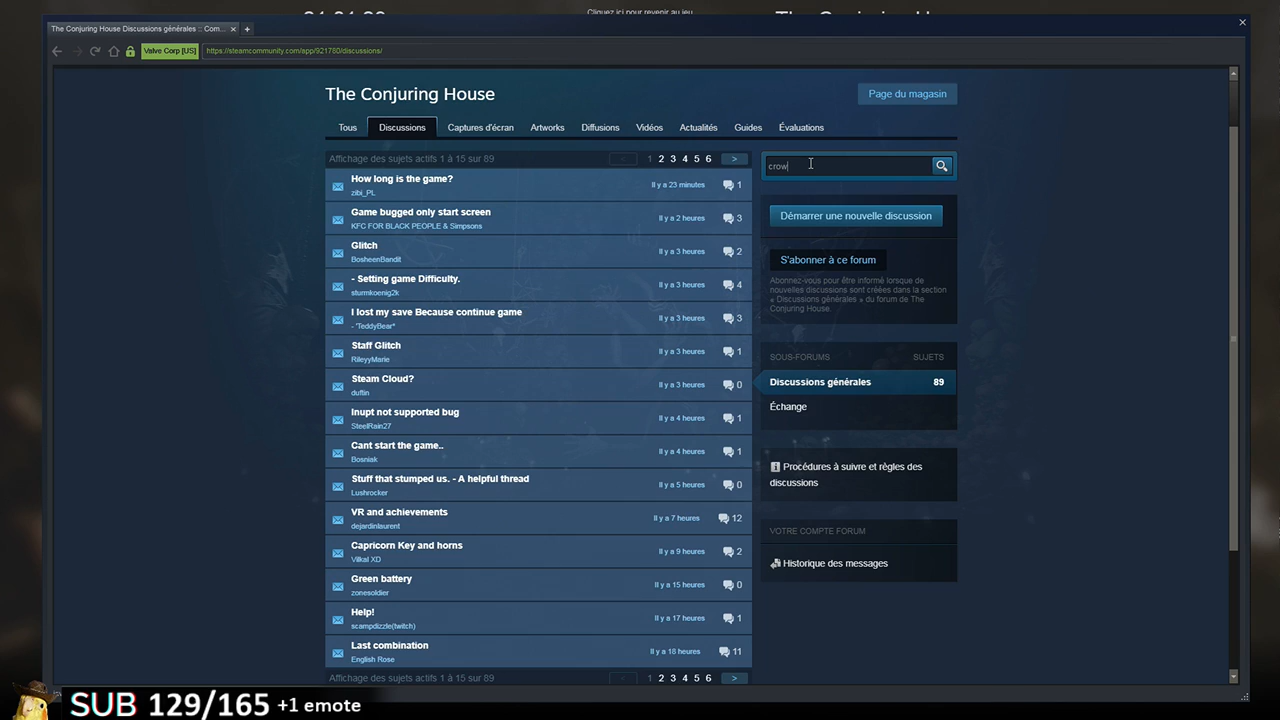 Cliquez ici pour revenir au jeu
The Conjuring House Discussions générales :: Com...
Valve Corp [US]
https://steamcommunity.com/app/921780/discussions/
The Conjuring House
Page du magasin
Tous
Discussions
Captures d'écran
Artworks
Diffusions
Vidéos
Actualités
Guides
Évaluations
Affichage des sujets actifs 1 à 15 sur 89
1 2 3 4 5 6 >
crow
How long is the game?
zibi_PL
Il y a 23 minutes
1
Game bugged only start screen
KFC FOR BLACK PEOPLE & Simpsons
Il y a 2 heures
3
Glitch
BosheenBandit
Il y a 3 heures
2
- Setting game Difficulty.
sturmkoenig2k
Il y a 3 heures
4
I lost my save Because continue game
- 'TeddyBear*
Il y a 3 heures
3
Staff Glitch
RileyyMarie
Il y a 3 heures
1
Steam Cloud?
duflin
Il y a 3 heures
0
Inupt not supported bug
SteelRain27
Il y a 4 heures
1
Cant start the game..
Bosniak
Il y a 4 heures
1
Stuff that stumped us. - A helpful thread
Lushrocker
Il y a 5 heures
0
VR and achievements
dejardinlaurent
Il y a 7 heures
12
Capricorn Key and horns
Vilkal XD
Il y a 9 heures
2
Green battery
zonesoldier
Il y a 15 heures
0
Help!
scampdizzle(twitch)
Il y a 17 heures
1
Last combination
English Rose
Il y a 18 heures
11
Affichage des sujets actifs 1 à 15 sur 89
1 2 3 4 5 6 >
Démarrer une nouvelle discussion
S'abonner à ce forum
Abonnez-vous pour être informé lorsque de
nouvelles discussions sont créées dans la section
« Discussions générales » du forum de The
Conjuring House.
SOUS-FORUMS
SUJETS
Discussions générales
89
Échange
Procédures à suivre et règles des
discussions
VOTRE COMPTE FORUM
Historique des messages
SUB 129/165 +1 emote